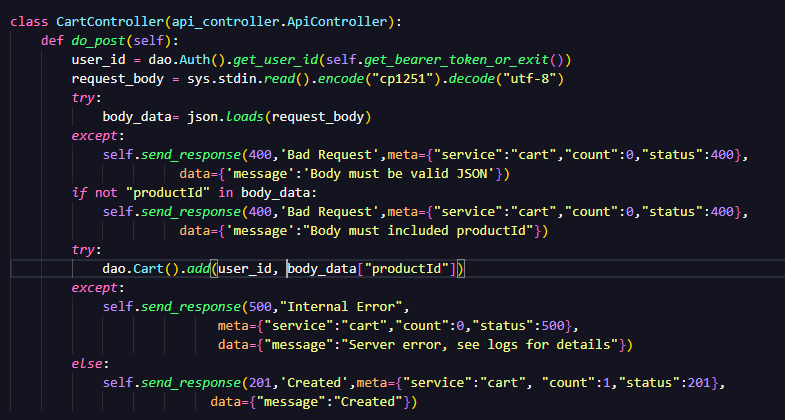 class CartController(api_controller.ApiController):
    def do_post(self):
        user_id = dao.Auth().get_user_id(self.get_bearer_token_or_exit())
        request_body = sys.stdin.read().encode("cp1251").decode("utf-8")
        try:
            body_data= json.loads(request_body)
        except:
            self.send_response(400,'Bad Request',meta={"service":"cart","count":0,"status":400},
                      data={'message':'Body must be valid JSON'})
        if not "productId" in body_data:
            self.send_response(400,'Bad Request',meta={"service":"cart","count":0,"status":400},
                      data={'message':"Body must included productId"})
        try:
            dao.Cart().add(user_id, body_data["productId"])
        except:
            self.send_response(500,"Internal Error",
                           meta={"service":"cart","count":0,"status":500},
                           data={"message":"Server error, see logs for details"})
        else:
            self.send_response(201,'Created',meta={"service":"cart", "count":1,"status":201},
                          data={"message":"Created"})